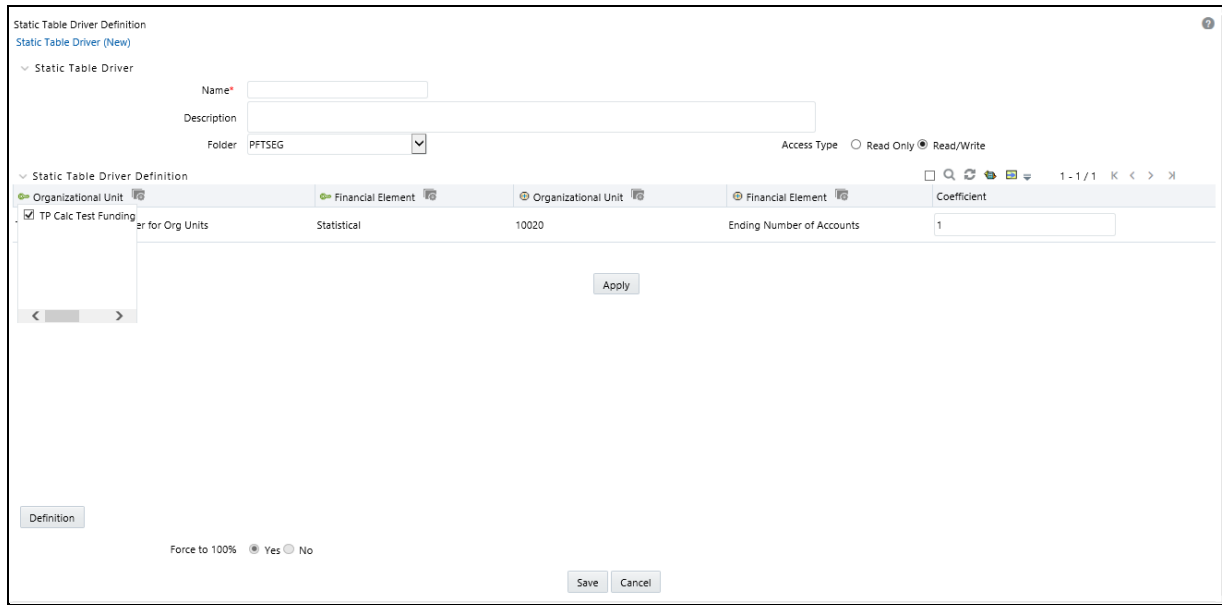 Static Table Driver Definition
Static Table Driver (New)
Static Table Driver
Name*
Description
Folder PFTSEG Access Type Read Only Read/Write
Static Table Driver Definition 1 - 1 / 1
Organizational Unit Financial Element Organizational Unit Financial Element Coefficient
TP Calc Test Funding
er for Org Units Statistical 10020 Ending Number of Accounts 1
Apply
Definition
Force to 100% Yes No
Save Cancel